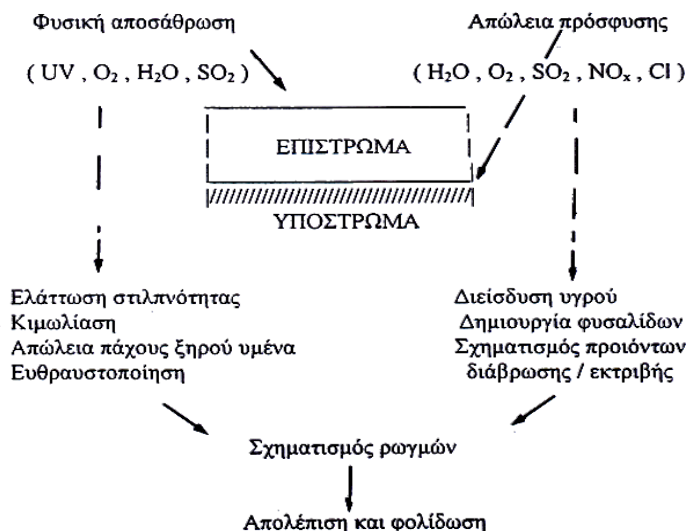 Φυσική αποσάθρωση
Απώλεια πρόσφυσης
( UV , O₂ , H₂O , SO₂ )
(H₂O , O₂ , SO₂ , NOₓ , Cl )
ΕΠΙΣΤΡΩΜΑ
ΥΠΟΣΤΡΩΜΑ
Ελάττωση στιλπνότητας
Κιμωλίαση
Απώλεια πάχους ξηρού υμένα
Ευθραυστοποίηση
Διείσδυση υγρού
Δημιουργία φυσαλίδων
Σχηματισμός προιόντων
διάβρωσης / εκτριβής
Σχηματισμός ρωγμών
Απολέπιση και φολίδωση